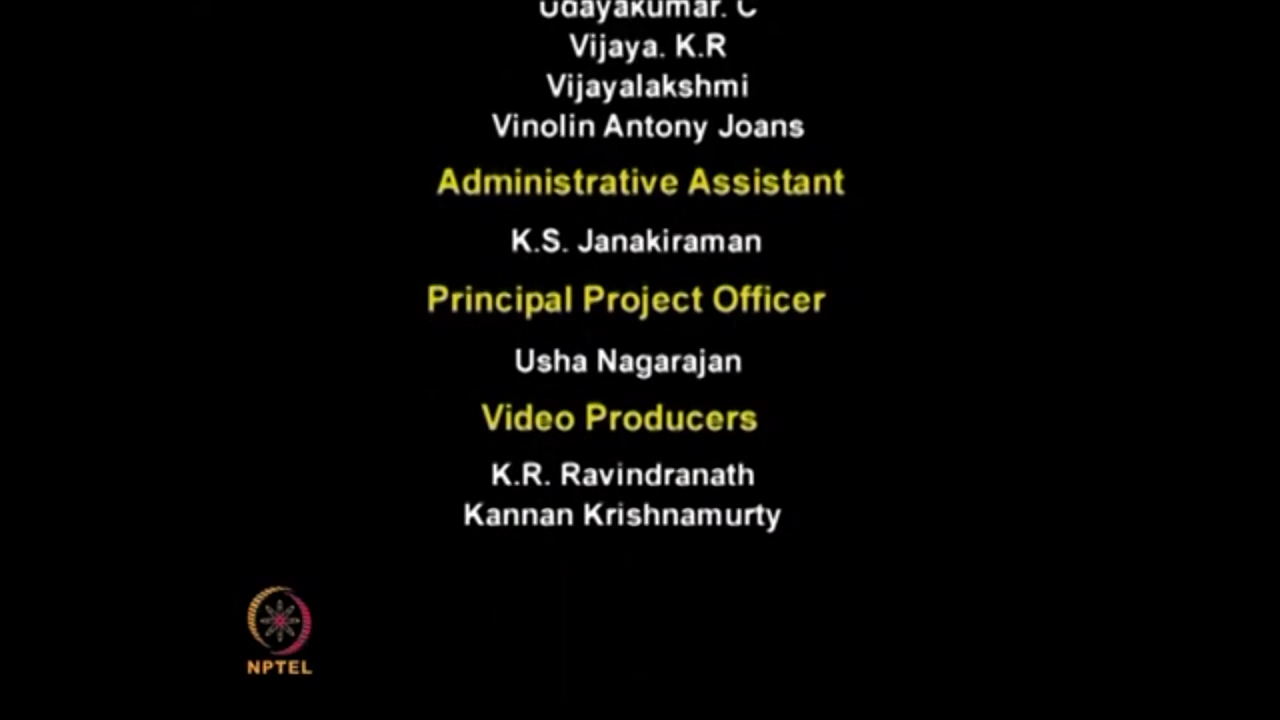 Udayakumar. C
Vijaya. K.R
Vijayalakshmi
Vinolin Antony Joans
Administrative Assistant
K.S. Janakiraman
Principal Project Officer
Usha Nagarajan
Video Producers
K.R. Ravindranath
Kannan Krishnamurty
NPTEL